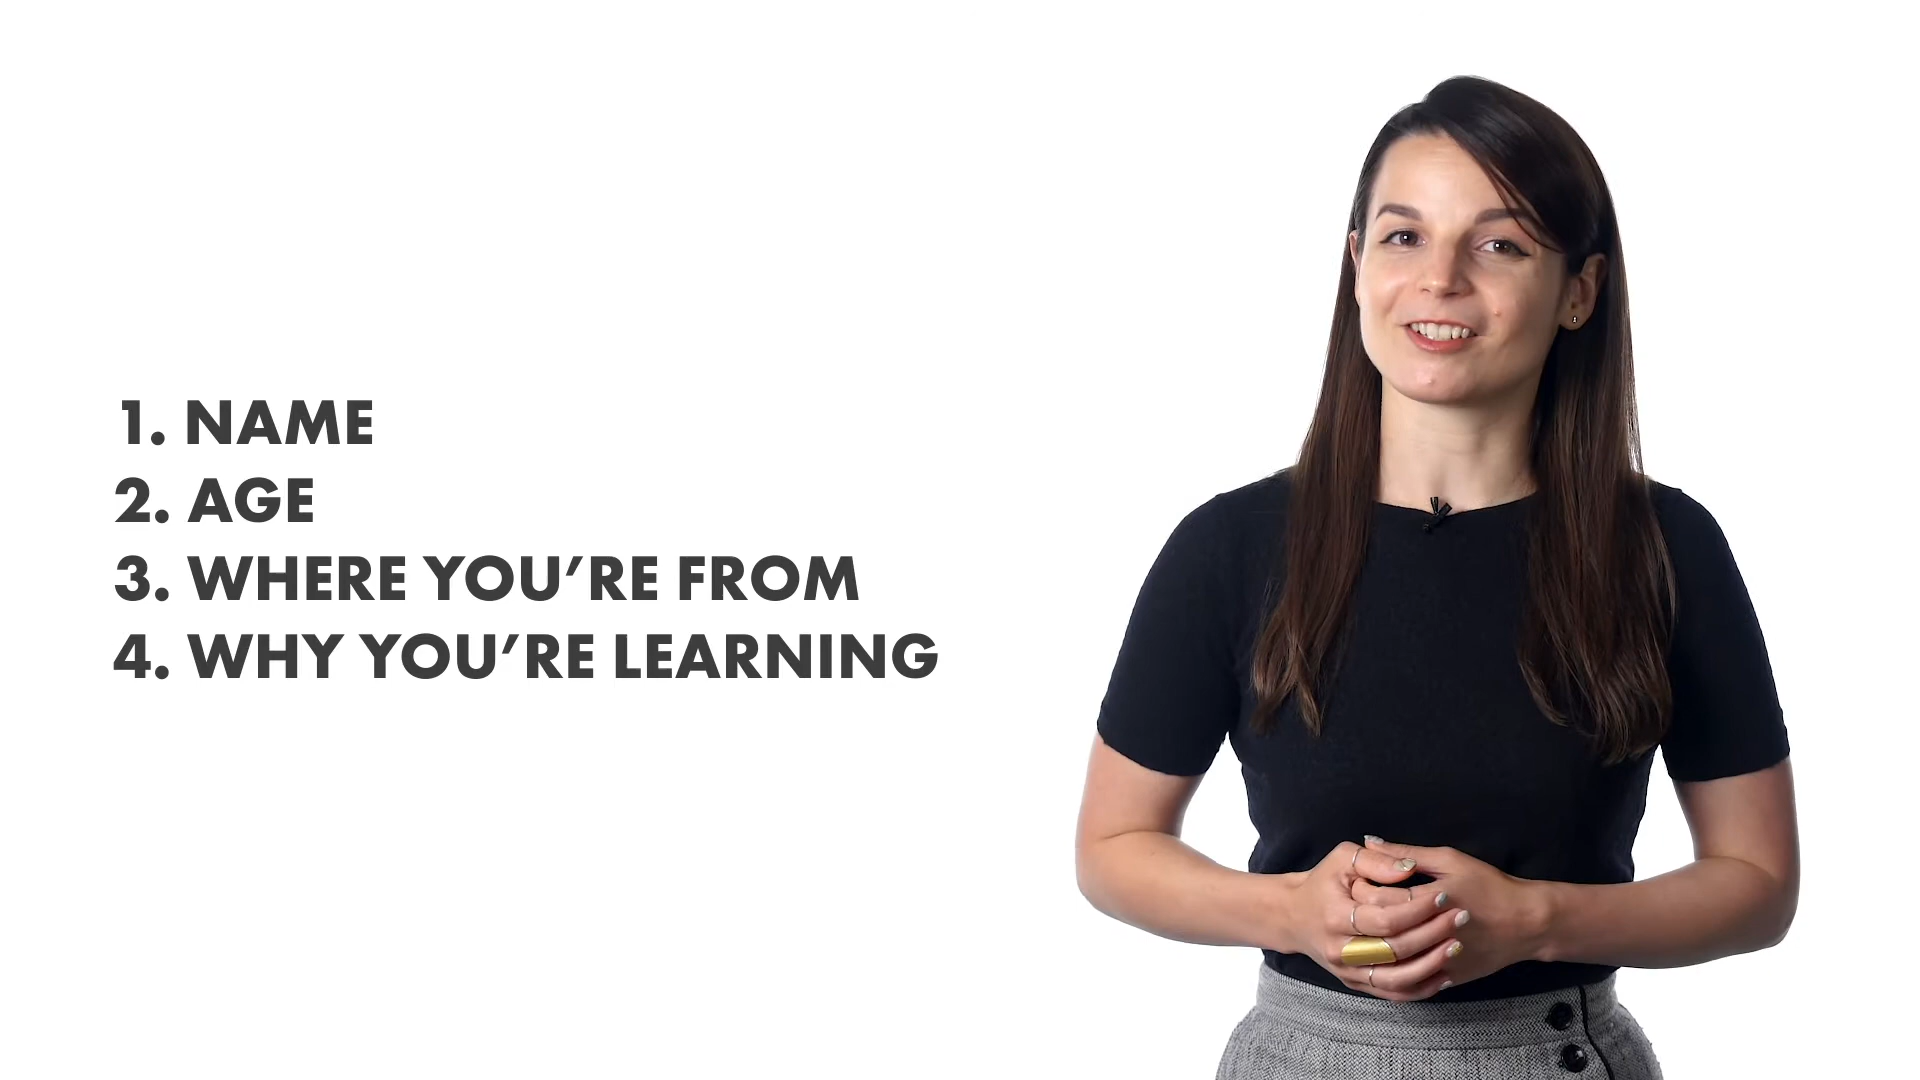 1. NAME
2. AGE
3. WHERE YOU’RE FROM
4. WHY YOU’RE LEARNING